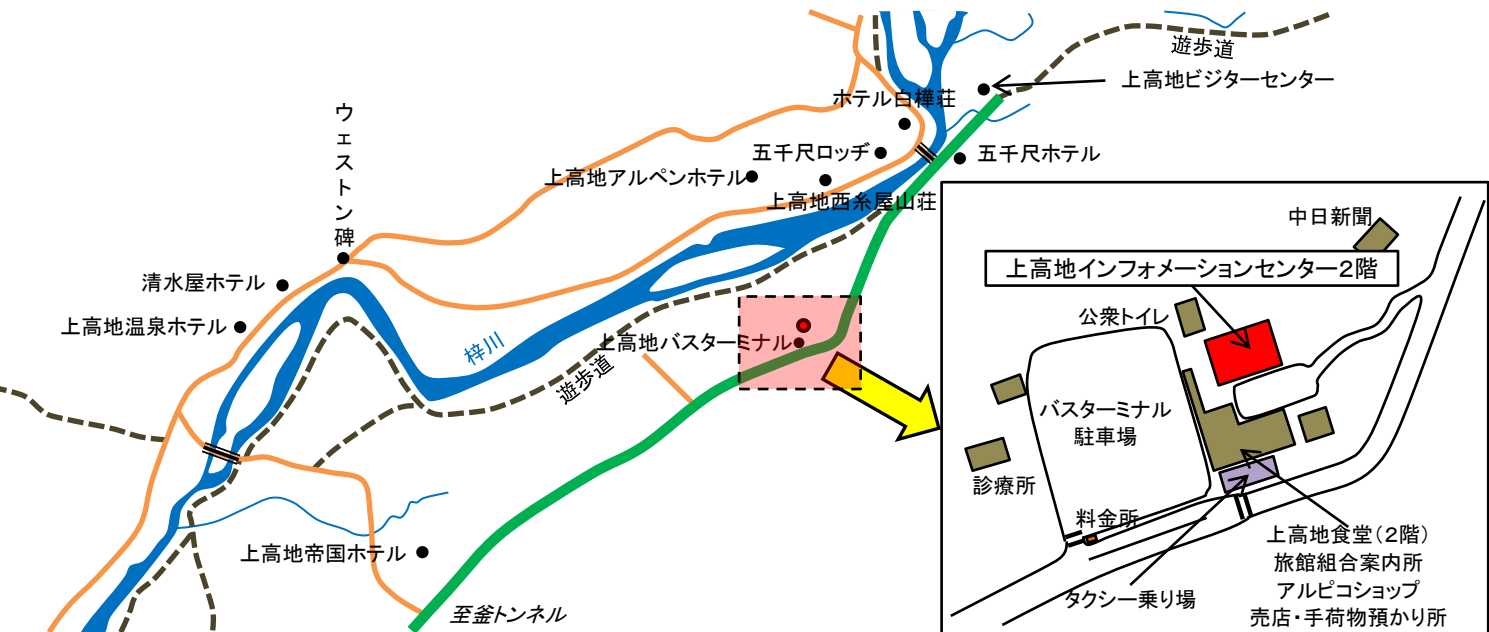 遊歩道
上高地ビジターセンター
ホテル白樺荘
ウェストン碑
五千尺ロッヂ
五千尺ホテル
上高地アルペンホテル
上高地西糸屋山荘
清水屋ホテル
上高地温泉ホテル
梓川
上高地バスターミナル
遊歩道
上高地帝国ホテル
至釜トンネル
中日新聞
上高地インフォメーションセンター2階
公衆トイレ
バスターミナル
駐車場
診療所
料金所
上高地食堂(2階)
旅館組合案内所
アルピコショップ
売店・手荷物預かり所
タクシー乗り場